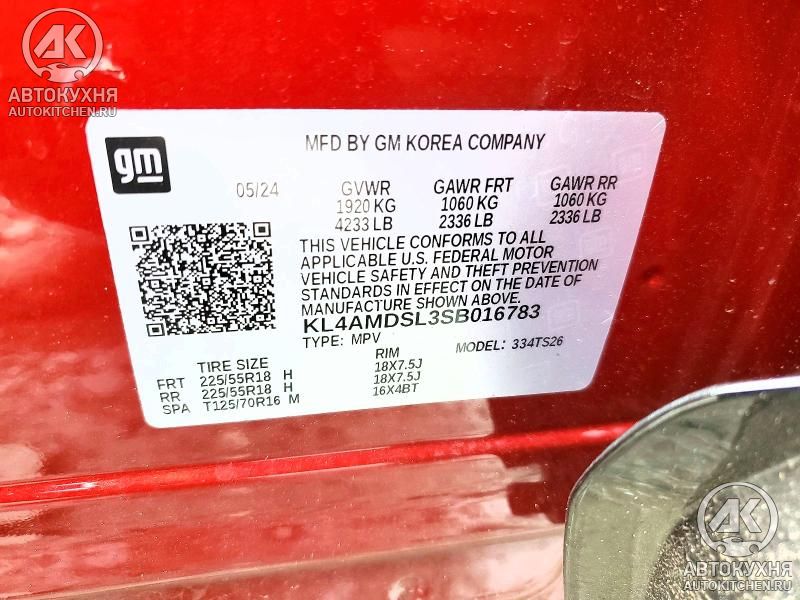 AK
АВТОКУХНЯ
AUTOKITCHEN.RU
gm
MFD BY GM KOREA COMPANY
05/24 GVWR GAWR FRT GAWR RR
1920 KG 1060 KG 1060 KG
4233 LB 2336 LB 2336 LB
THIS VEHICLE CONFORMS TO ALL
APPLICABLE U.S. FEDERAL MOTOR
VEHICLE SAFETY AND THEFT PREVENTION
STANDARDS IN EFFECT ON THE DATE OF
MANUFACTURE SHOWN ABOVE.
KL4AMDSL3SB016783
TYPE: MPV MODEL: 334TS26
TIRE SIZE RIM
FRT 225/55R18 H 18X7.5J
RR 225/55R18 H 18X7.5J
SPA T125/70R16 M 16X4BT
AK
АВТОКУХНЯ
AUTOKITCHEN.RU